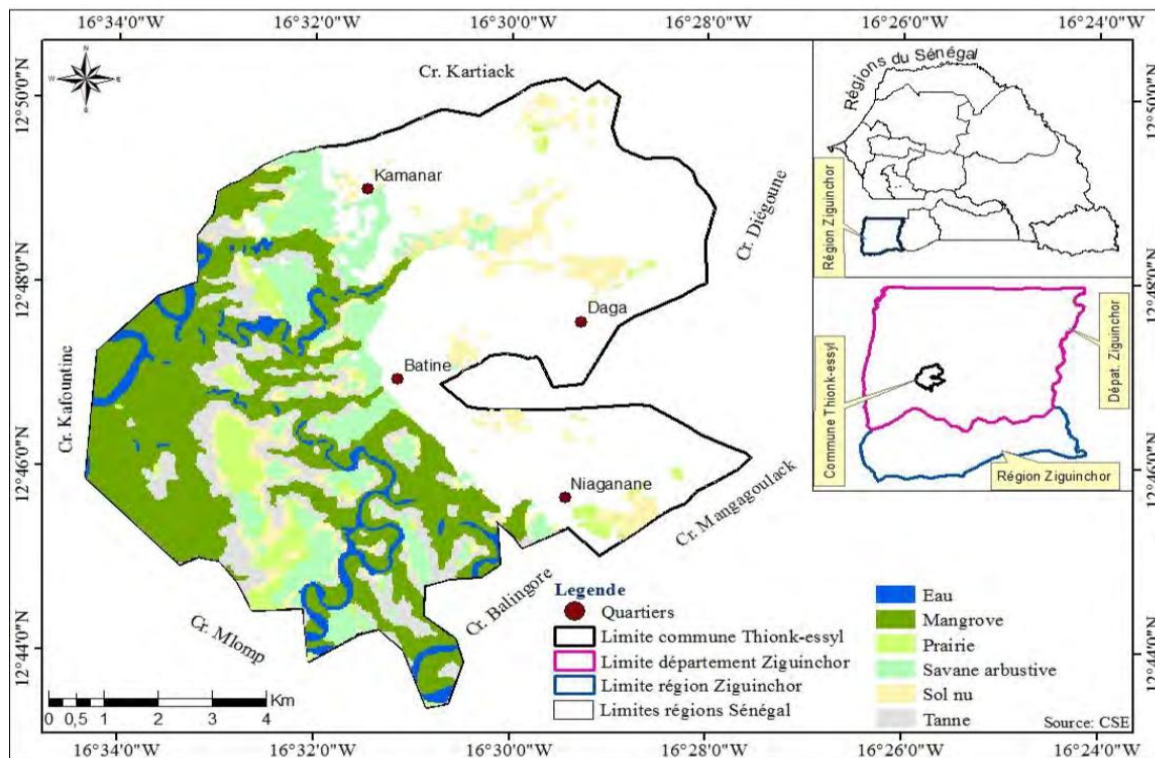 16°34'0"W 16°32'0"W 16°30'0"W 16°28'0"W 16°26'0"W 16°24'0"W
12°50'0"N
12°48'0"N
12°46'0"N
12°44'0"N
N
W
E
S
Cr. Kartiack
Kamanar
Cr. Diégoune
Daga
Batine
Cr. Kafountine
Niaganane
Cr. Mangagoulack
Cr. Balingore
Cr. Mlomp
0 0,5 1 2 3 4 Km
Régions du Sénégal
Région Ziguinchor
Commune Thionk-essyl
Dépat. Ziguinchor
Région Ziguinchor
Legende
Quartiers
Limite commune Thionk-essyl
Limite département Ziguinchor
Limite région Ziguinchor
Limites régions Sénégal
Eau
Mangrove
Prairie
Savane arbustive
Sol nu
Tanne
Source: CSE
12°50'0"N
12°48'0"N
12°46'0"N
12°44'0"N
16°34'0"W 16°32'0"W 16°30'0"W 16°28'0"W 16°26'0"W 16°24'0"W